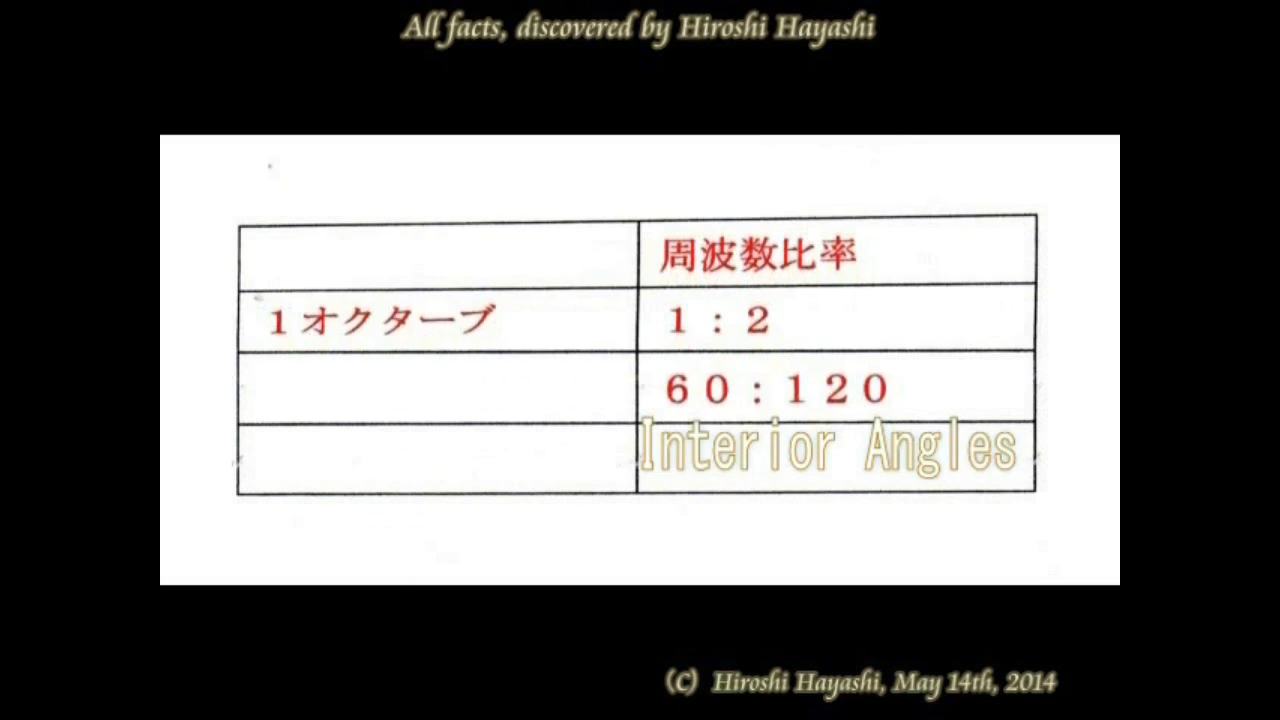 All facts, discovered by Hiroshi Hayashi
周波数比率
1オクターブ 1:2
60:120
Interior Angles
(C) Hiroshi Hayashi, May 14th, 2014